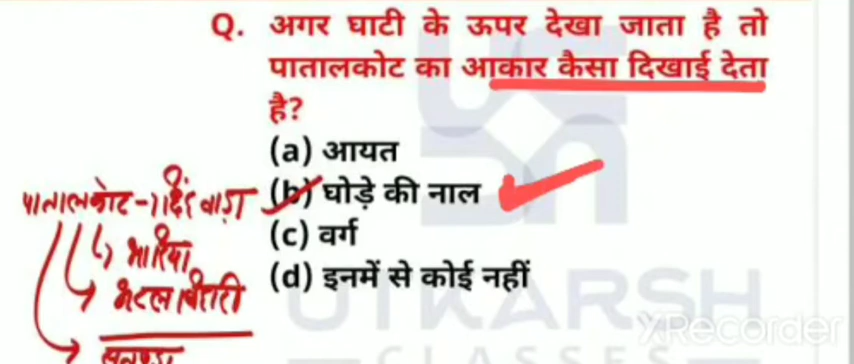 Q. अगर घाटी के ऊपर देखा जाता है तो
पातालकोट का आकार कैसा दिखाई देता
है?
(a) आयत
(b) घोड़े की नाल
(c) वर्ग
(d) इनमें से कोई नहीं
पातालकोट - छिंदवाड़ा
भारिया
UTKARSH
CLASSES
XRecorder